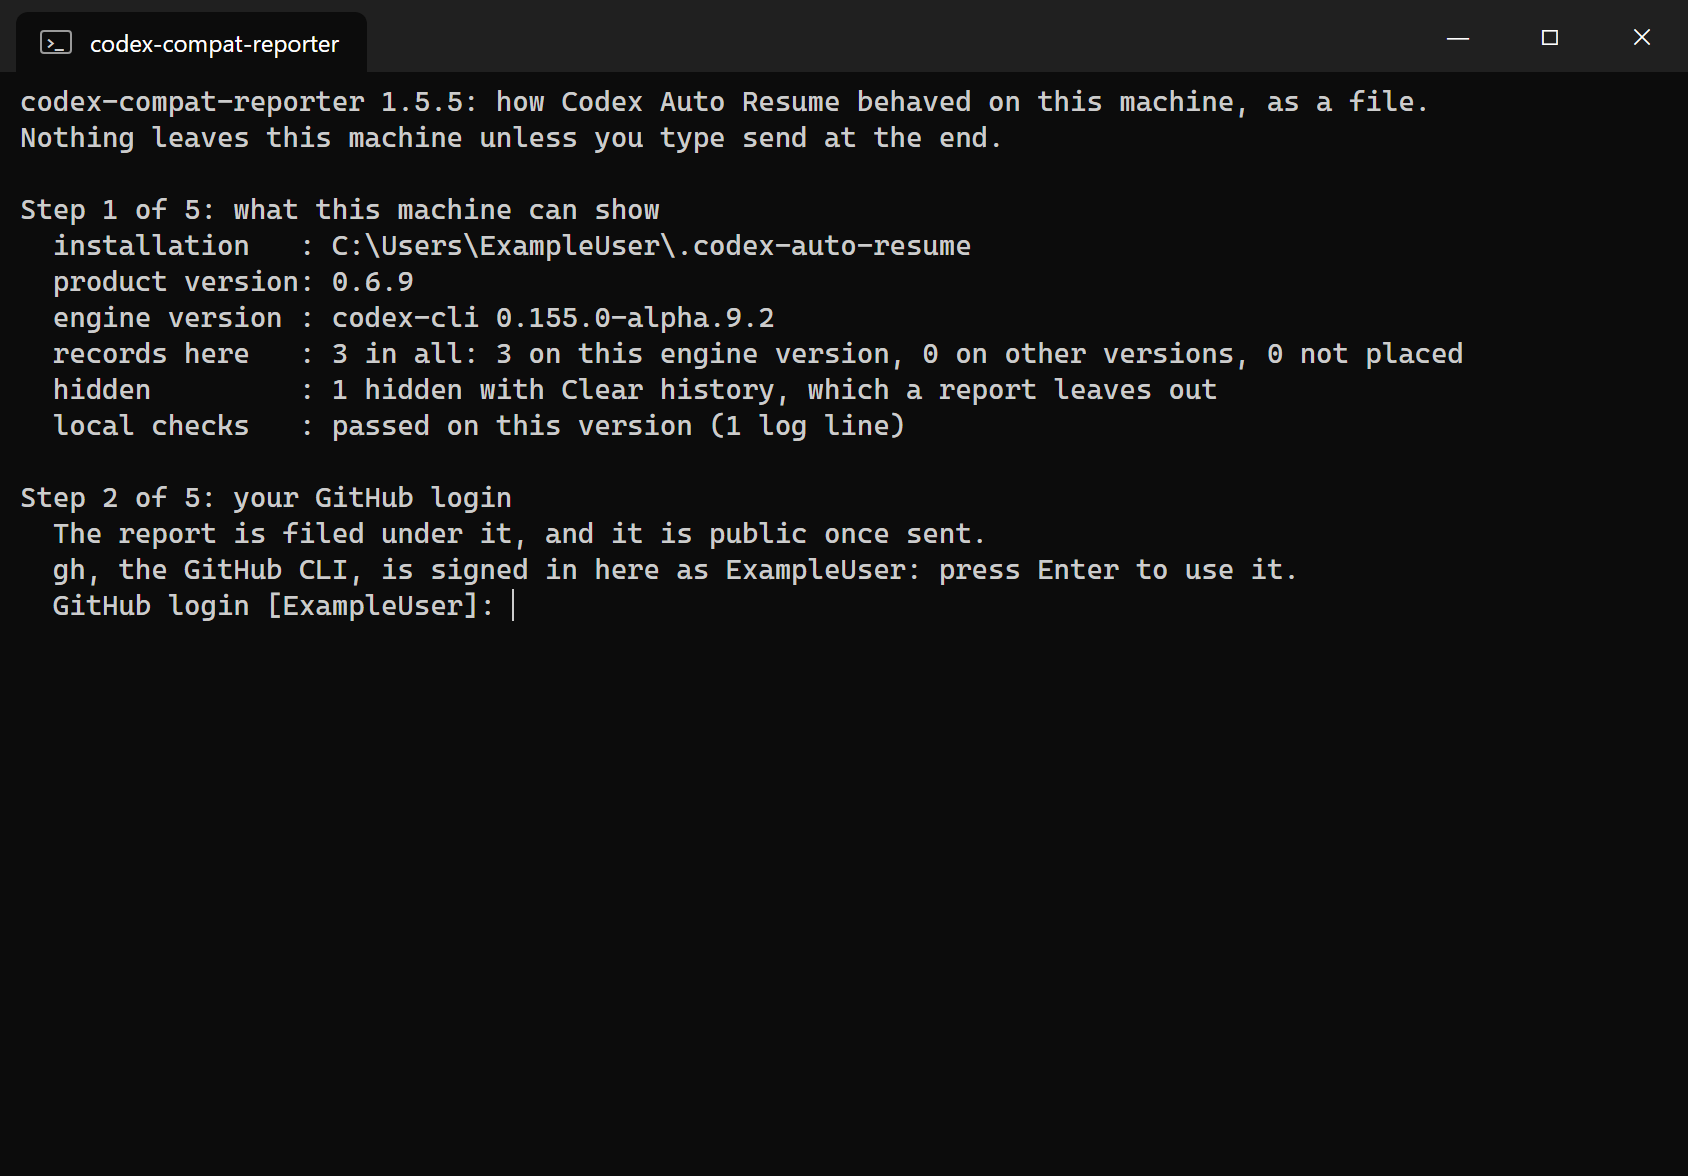 codex-compat-reporter
codex-compat-reporter 1.5.5: how Codex Auto Resume behaved on this machine, as a file.
Nothing leaves this machine unless you type send at the end.
Step 1 of 5: what this machine can show
installation   : C:\Users\ExampleUser\.codex-auto-resume
product version: 0.6.9
engine version : codex-cli 0.155.0-alpha.9.2
records here   : 3 in all: 3 on this engine version, 0 on other versions, 0 not placed
hidden         : 1 hidden with Clear history, which a report leaves out
local checks   : passed on this version (1 log line)
Step 2 of 5: your GitHub login
The report is filed under it, and it is public once sent.
gh, the GitHub CLI, is signed in here as ExampleUser: press Enter to use it.
GitHub login [ExampleUser]: